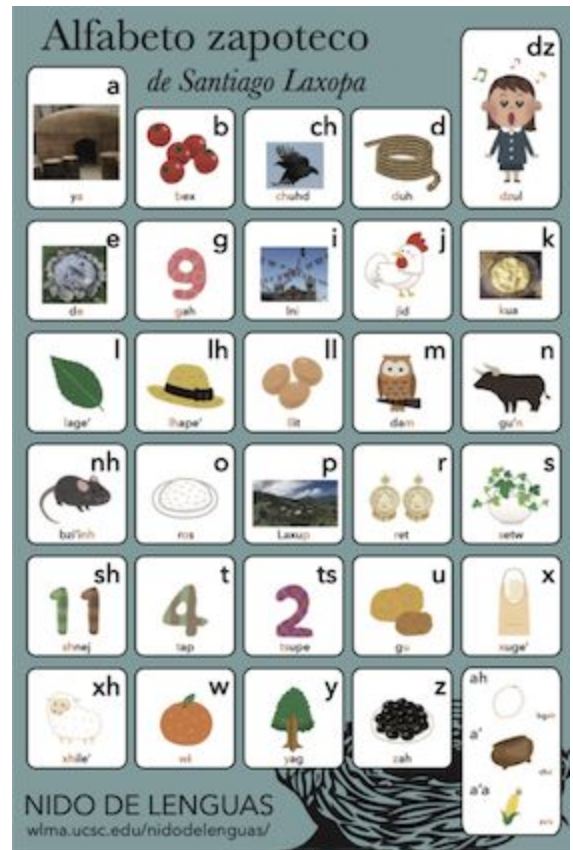 Alfabeto zapoteco
de Santiago Laxopa
a
ya
b
bex
ch
chuhd
d
duh
dz
dzul
e
de
g
gah
i
lni
j
jid
k
kua
l
lage'
lh
lhape'
ll
llit
m
dam
n
gu'n
nh
bzi'inh
o
ros
p
Laxup
r
ret
s
setw
sh
shnej
t
tap
ts
tsupe
u
gu
x
xuge'
xh
xhile'
w
y
yag
z
zah
ah
a'
a'a
NIDO DE LENGUAS
wlma.ucsc.edu/nidodelenguas/